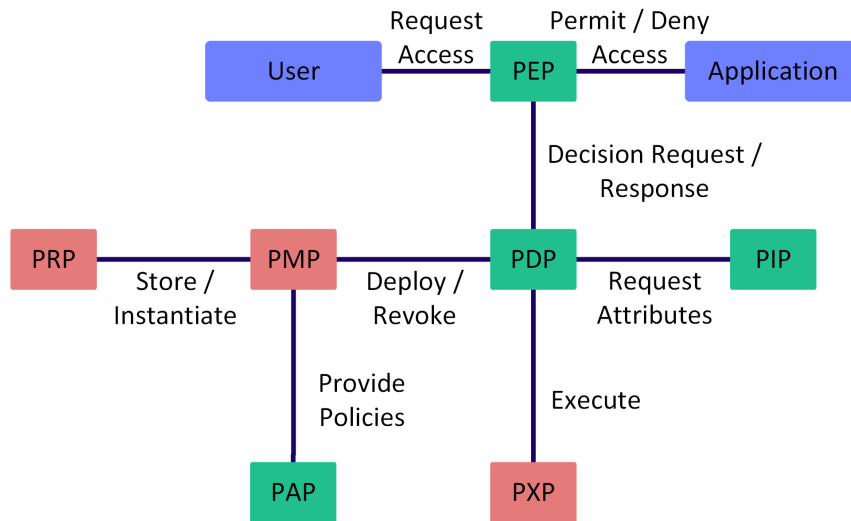 Request
Access
Permit / Deny
Access
User
PEP
Application
Decision Request /
Response
PRP
PMP
PDP
PIP
Store /
Instantiate
Deploy /
Revoke
Request
Attributes
Provide
Policies
Execute
PAP
PXP